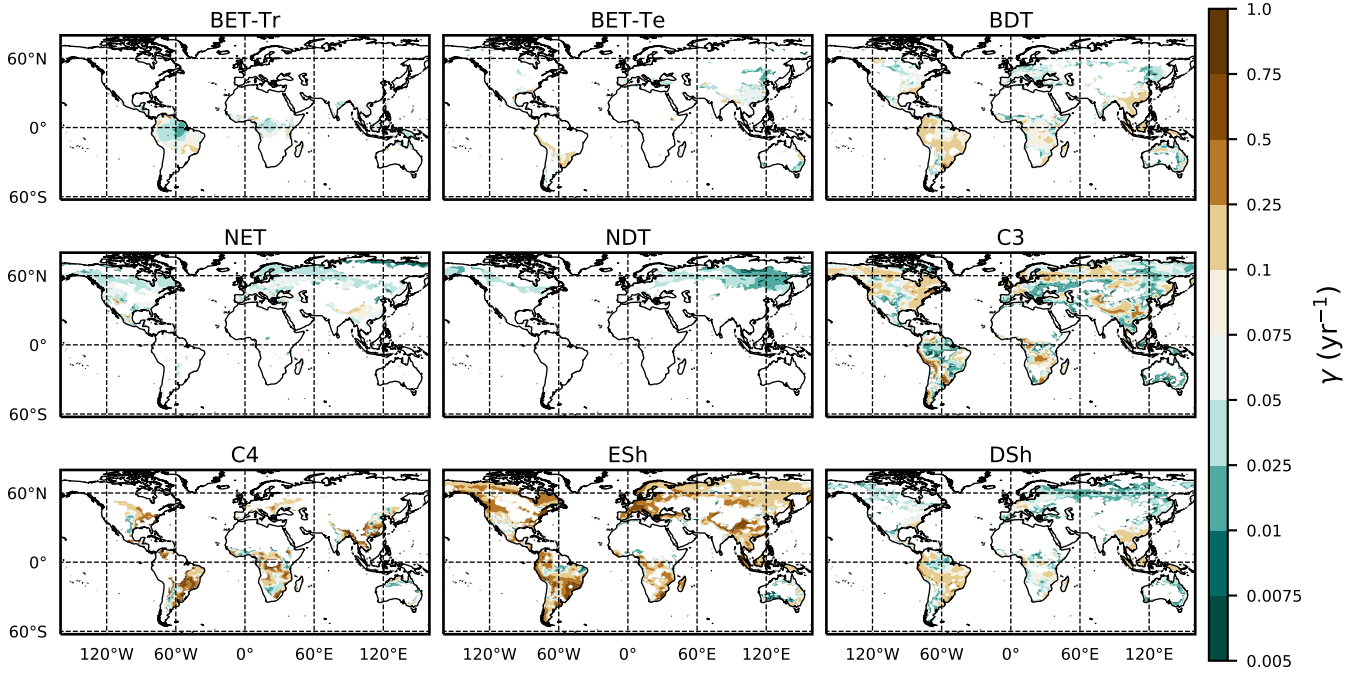 BET-Tr BET-Te BDT
60°N
0°
60°S
NET NDT C3
60°N
0°
60°S
C4 ESh DSh
60°N
0°
60°S
120°W 60°W 0° 60°E 120°E 120°W 60°W 0° 60°E 120°E 120°W 60°W 0° 60°E 120°E
1.0
0.75
0.5
0.25
0.1
0.075
0.05
0.025
0.01
0.0075
0.005
γ (yr⁻¹)